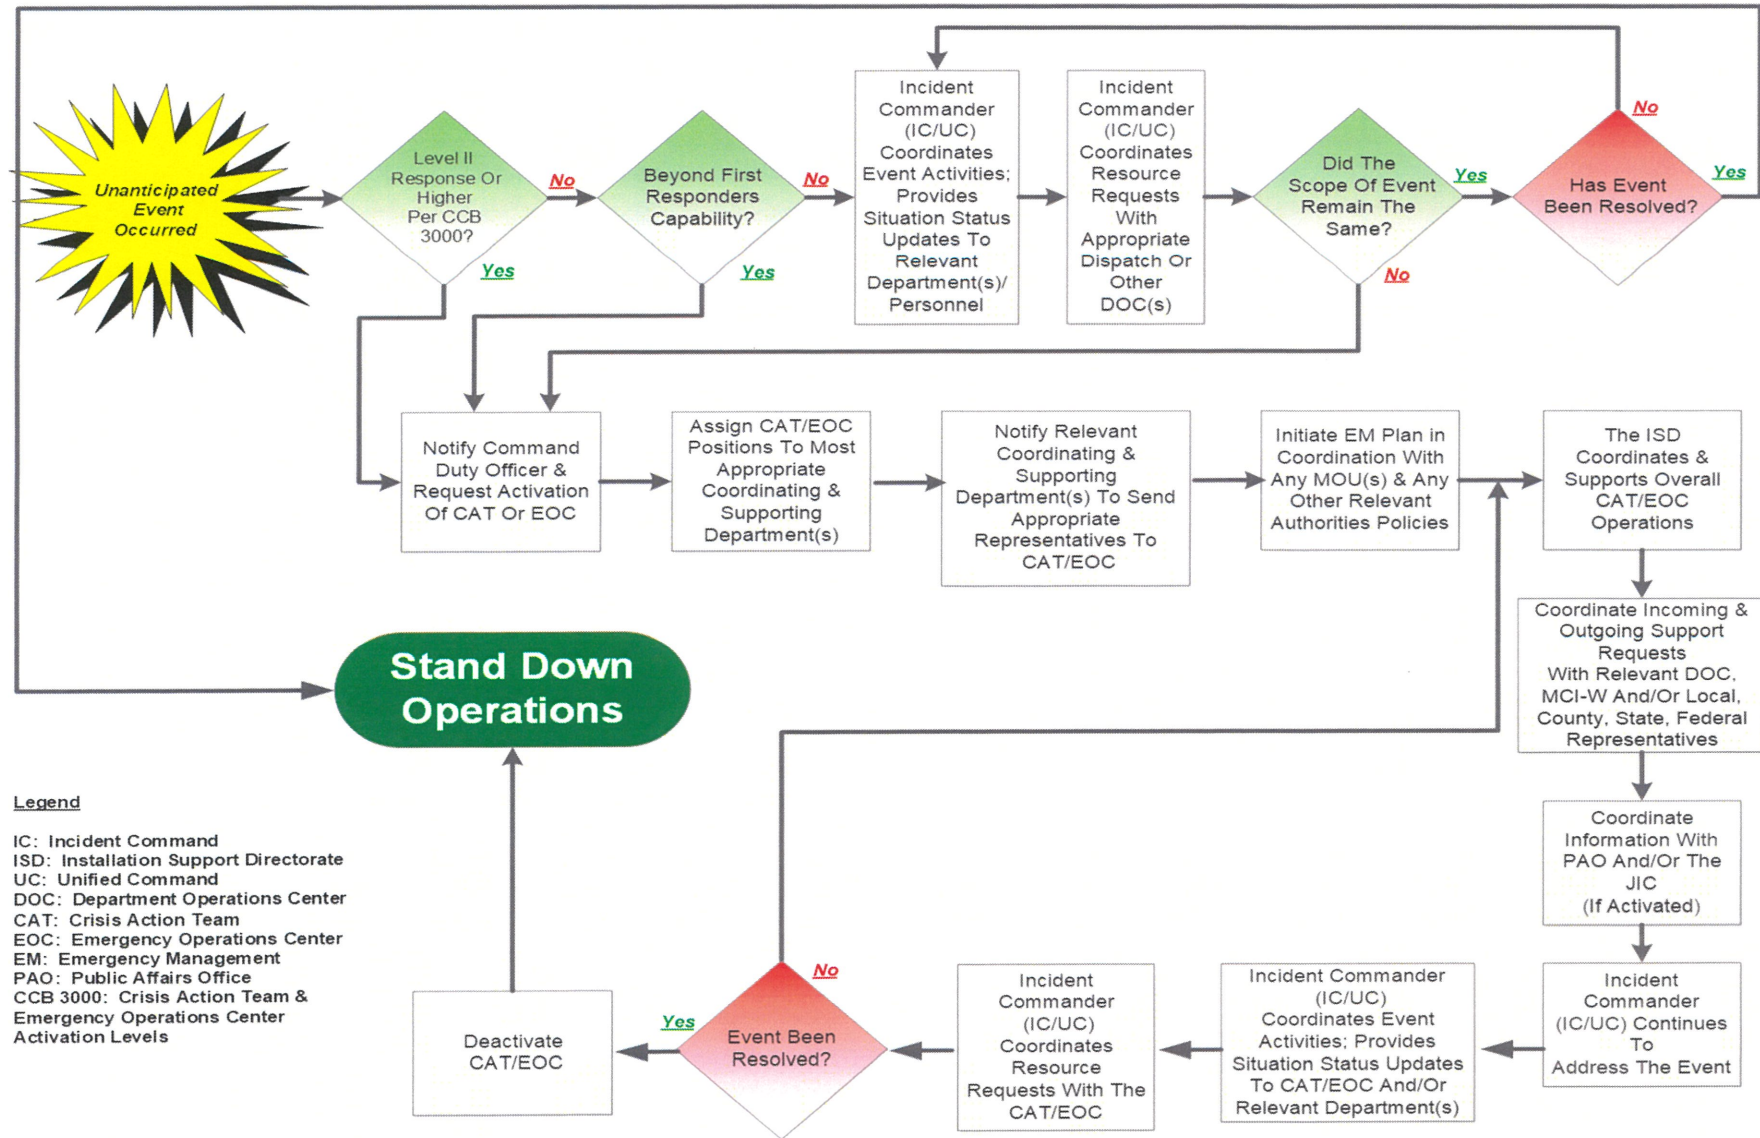 Unanticipated
Event
Occurred
Level II
Response Or
Higher
Per CCB
3000?
No
Yes
Beyond First
Responders
Capability?
No
Yes
Incident
Commander
(IC/UC)
Coordinates
Event Activities;
Provides
Situation Status
Updates To
Relevant
Department(s)/
Personnel
Incident
Commander
(IC/UC)
Coordinates
Resource
Requests
With
Appropriate
Dispatch Or
Other
DOC(s)
Did The
Scope Of Event
Remain The
Same?
Yes
No
Has Event
Been Resolved?
No
Yes
Notify Command
Duty Officer &
Request Activation
Of CAT Or EOC
Assign CAT/EOC
Positions To Most
Appropriate
Coordinating &
Supporting
Department(s)
Notify Relevant
Coordinating &
Supporting
Department(s) To Send
Appropriate
Representatives To
CAT/EOC
Initiate EM Plan in
Coordination With
Any MOU(s) & Any
Other Relevant
Authorities Policies
The ISD
Coordinates &
Supports Overall
CAT/EOC
Operations
Coordinate Incoming &
Outgoing Support
Requests
With Relevant DOC,
MCI-W And/Or Local,
County, State, Federal
Representatives
Coordinate
Information With
PAO And/Or The
JIC
(If Activated)
Incident
Commander
(IC/UC) Continues
To
Address The Event
Incident Commander
(IC/UC)
Coordinates Event
Activities; Provides
Situation Status Updates
To CAT/EOC And/Or
Relevant Department(s)
Incident
Commander
(IC/UC)
Coordinates
Resource
Requests With The
CAT/EOC
Event Been
Resolved?
No
Yes
Deactivate
CAT/EOC
Stand Down
Operations
Legend
IC: Incident Command
ISD: Installation Support Directorate
UC: Unified Command
DOC: Department Operations Center
CAT: Crisis Action Team
EOC: Emergency Operations Center
EM: Emergency Management
PAO: Public Affairs Office
CCB 3000: Crisis Action Team &
Emergency Operations Center
Activation Levels